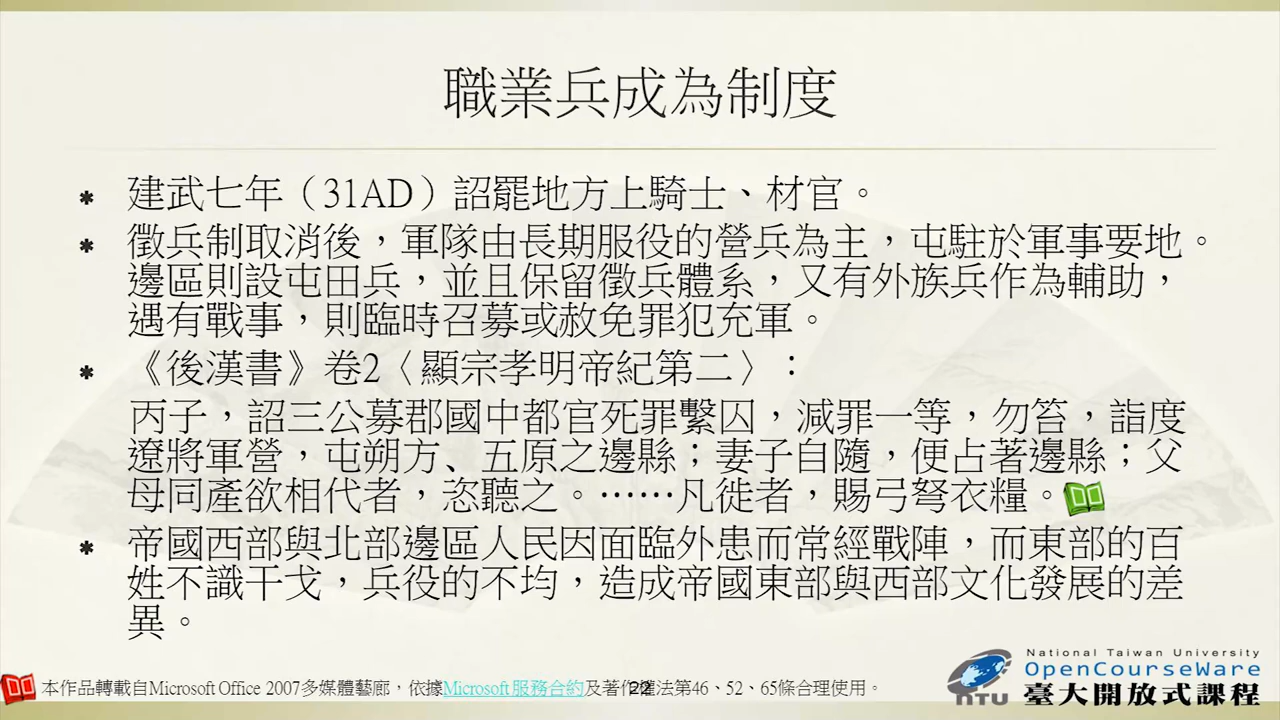 職業兵成為制度
建武七年（31AD）詔罷地方上騎士、材官。
徵兵制取消後，軍隊由長期服役的營兵為主，屯駐於軍事要地。
邊區則設屯田兵，並且保留徵兵體系，又有外族兵作為輔助，
遇有戰事，則臨時召募或赦免罪犯充軍。
《後漢書》卷2〈顯宗孝明帝紀第二〉：
丙子，詔三公募郡國中都官死罪繫囚，減罪一等，勿笞，詣度
遼將軍營，屯朔方、五原之邊縣；妻子自隨，便占著邊縣；父
母同產欲相代者，恣聽之。……凡徙者，賜弓弩衣糧。
帝國西部與北部邊區人民因面臨外患而常經戰陣，而東部的百
姓不識干戈，兵役的不均，造成帝國東部與西部文化發展的差
異。
本作品轉載自Microsoft Office 2007多媒體藝廊，依據Microsoft服務合約及著作權法第46、52、65條合理使用。
22
National Taiwan University
OpenCourseWare
臺大開放式課程
NTU